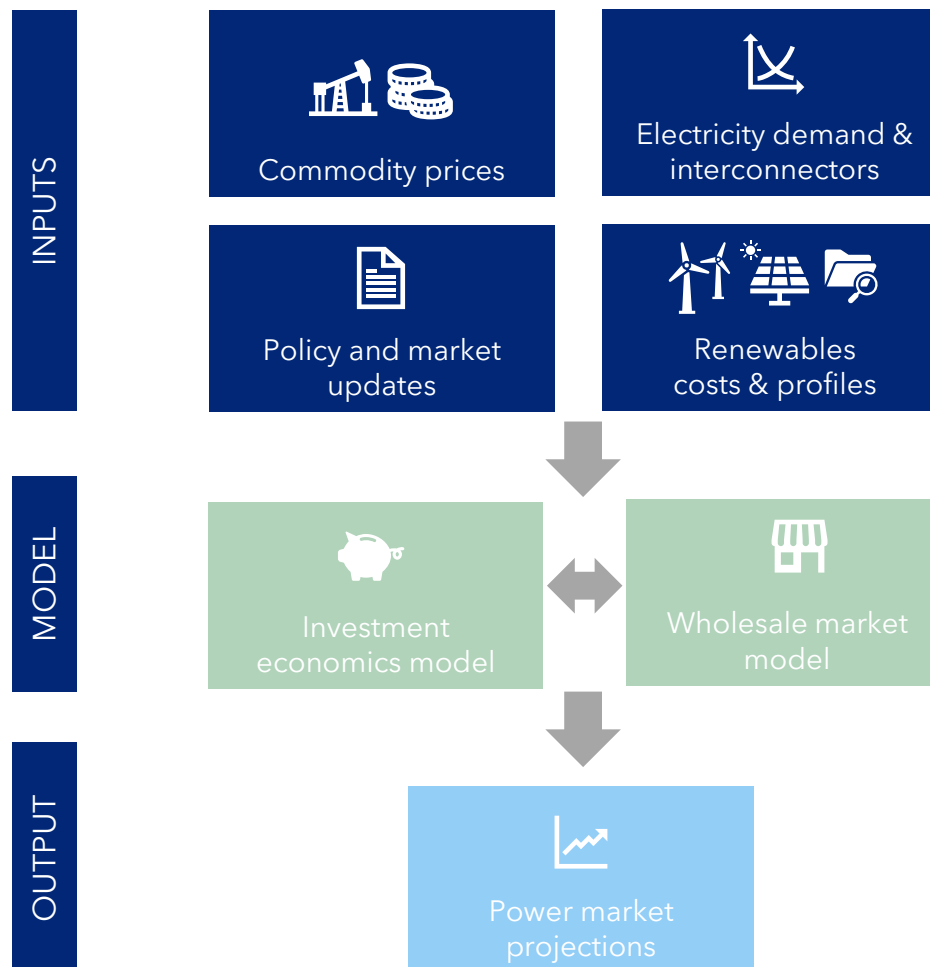 INPUTS
Commodity prices
Electricity demand &
interconnectors
Policy and market
updates
Renewables
costs & profiles
MODEL
Investment
economics model
Wholesale market
model
OUTPUT
Power market
projections